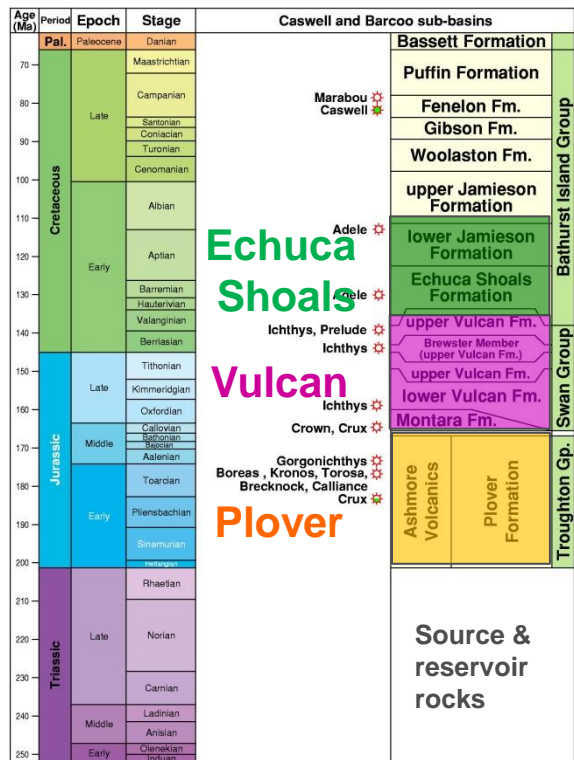 Age
(Ma)
Period
Epoch
Stage
Caswell and Barcoo sub-basins
Pal.
Paleocene
Danian
Bassett Formation
70
80
90
100
110
120
130
140
150
160
170
180
190
200
210
220
230
240
250
Cretaceous
Late
Early
Maastrichtian
Campanian
Santonian
Coniacian
Turonian
Cenomanian
Albian
Aptian
Barremian
Hauterivian
Valanginian
Berriasian
Jurassic
Late
Middle
Early
Tithonian
Kimmeridgian
Oxfordian
Callovian
Bathonian
Bajocian
Aalenian
Toarcian
Pliensbachian
Sinemurian
Hettangian
Triassic
Late
Middle
Early
Rhaetian
Norian
Carnian
Ladinian
Anisian
Olenekian
Induan
Marabou
Caswell
Adele
Echuca
Shoals
Adele
Ichthys, Prelude
Ichthys
Vulcan
Ichthys
Crown, Crux
Gorgonichthys
Boreas , Kronos, Torosa,
Brecknock, Calliance
Crux
Plover
Puffin Formation
Fenelon Fm.
Gibson Fm.
Woolaston Fm.
upper Jamieson
Formation
lower Jamieson
Formation
Echuca Shoals
Formation
upper Vulcan Fm.
Brewster Member
(upper Vulcan Fm.)
upper Vulcan Fm.
lower Vulcan Fm.
Montara Fm.
Ashmore
Volcanics
Plover
Formation
Bathurst Island Group
Swan Group
Troughton Gp.
Source &
reservoir
rocks